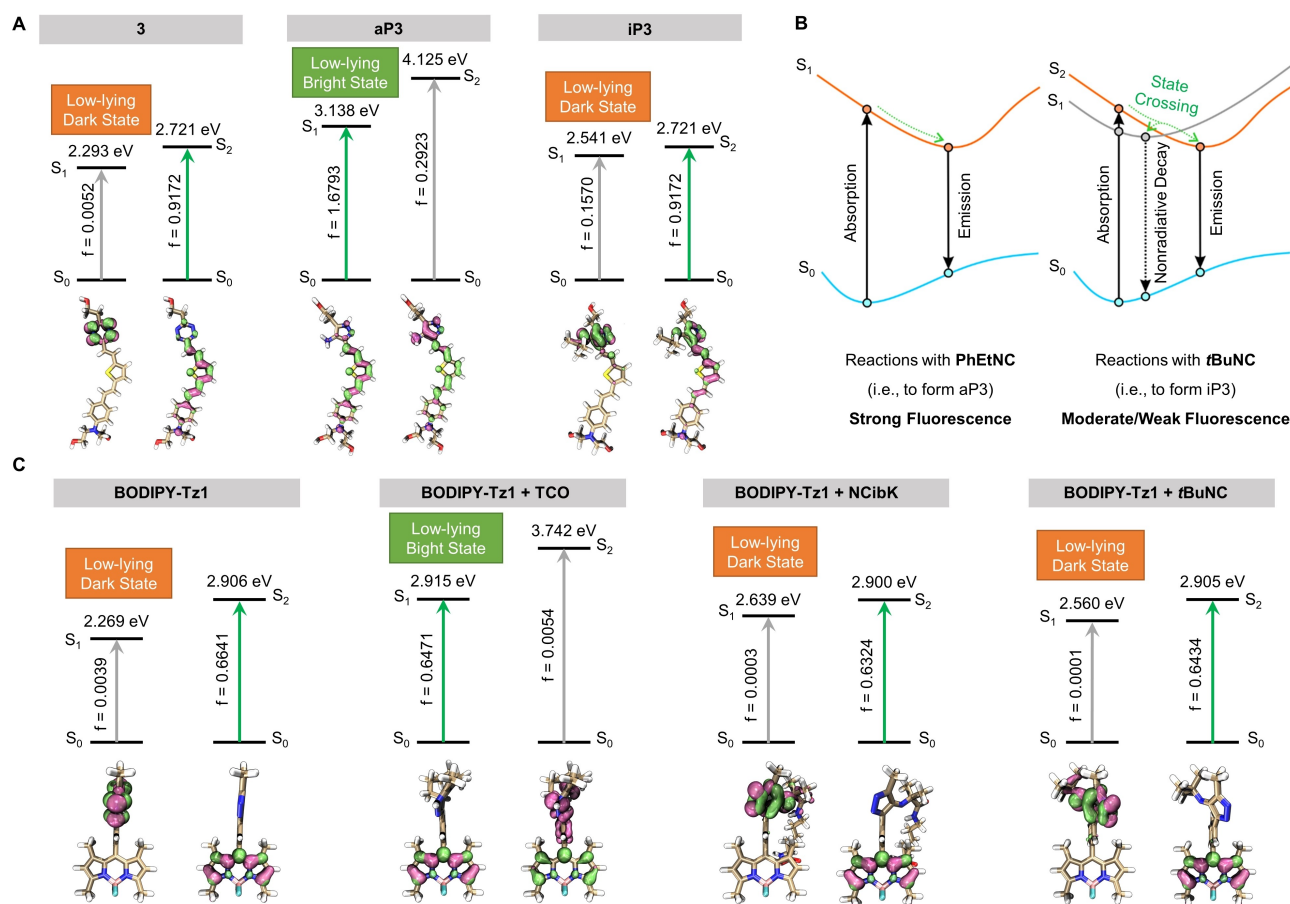 A
3
Low-lying
Dark State
2.293 eV
S1
f = 0.0052
2.721 eV
S2
f = 0.9172
S0
S0
aP3
Low-lying
Bright State
3.138 eV
S1
f = 1.6793
4.125 eV
S2
f = 0.2923
S0
S0
iP3
Low-lying
Dark State
2.541 eV
S1
f = 0.1570
2.721 eV
S2
f = 0.9172
S0
S0
B
S1
Absorption
Emission
S0
Reactions with PhEtNC
(i.e., to form aP3)
Strong Fluorescence
S2
S1
State
Crossing
Absorption
Nonradiative Decay
Emission
S0
Reactions with tBuNC
(i.e., to form iP3)
Moderate/Weak Fluorescence
C
BODIPY-Tz1
Low-lying
Dark State
2.269 eV
S1
f = 0.0039
2.906 eV
S2
f = 0.6641
S0
S0
BODIPY-Tz1 + TCO
Low-lying
Bight State
2.915 eV
S1
f = 0.6471
3.742 eV
S2
f = 0.0054
S0
S0
BODIPY-Tz1 + NCibK
Low-lying
Dark State
2.639 eV
S1
f = 0.0003
2.900 eV
S2
f = 0.6324
S0
S0
BODIPY-Tz1 + tBuNC
Low-lying
Dark State
2.560 eV
S1
f = 0.0001
2.905 eV
S2
f = 0.6434
S0
S0